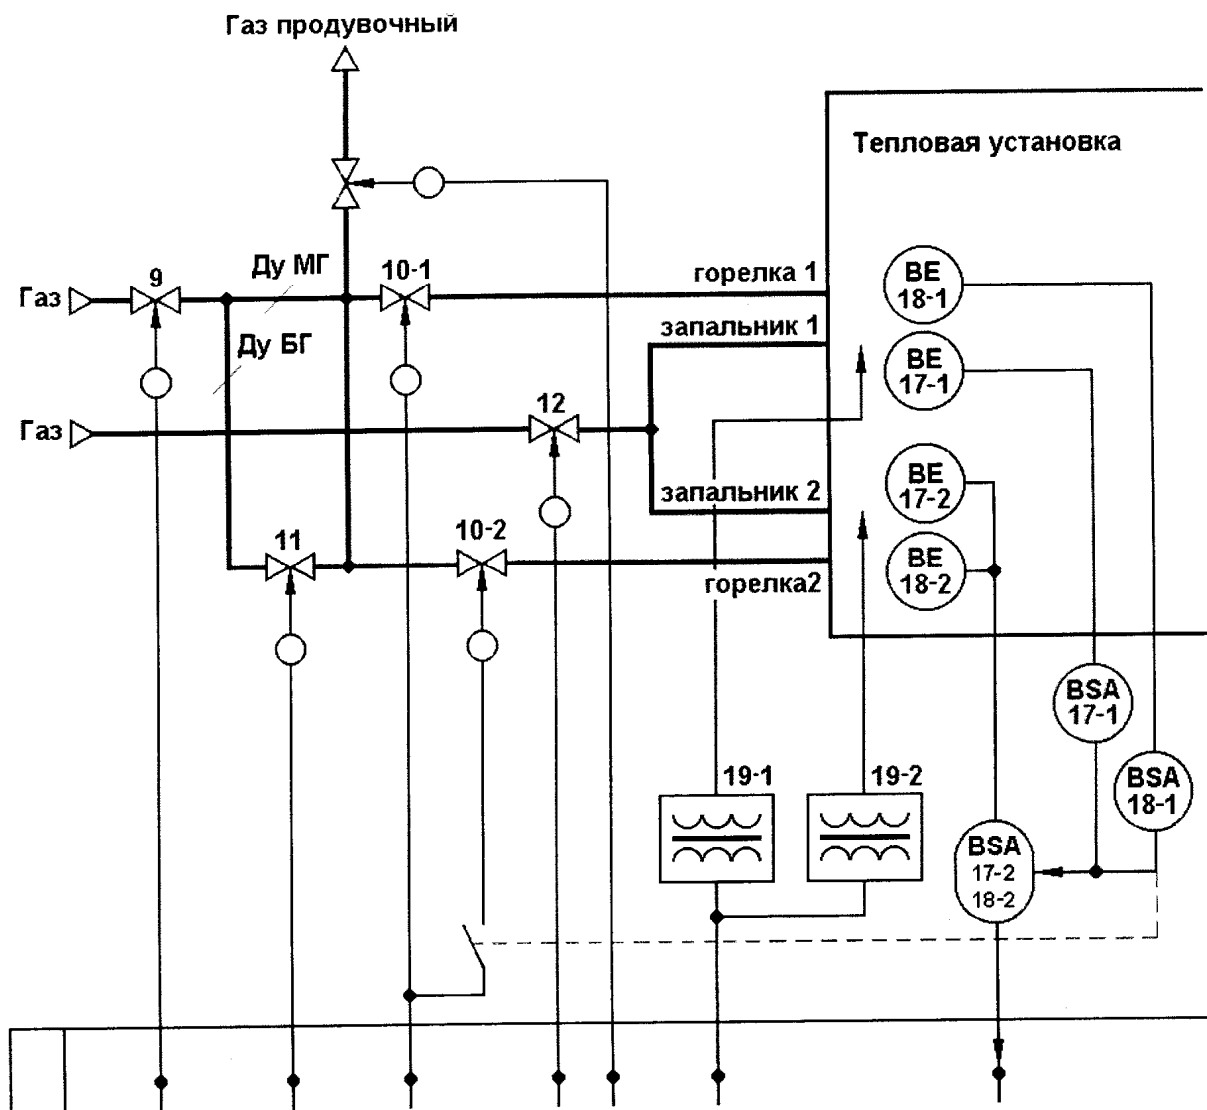 Газ продувочный
Тепловая установка
Ду МГ
10-1
9
горелка 1
BE
18-1
Газ
запальник 1
Ду БГ
BE
17-1
12
Газ
BE
17-2
запальник 2
10-2
11
BE
18-2
горелка2
BSA
17-1
19-1
19-2
BSA
18-1
BSA
17-2
18-2